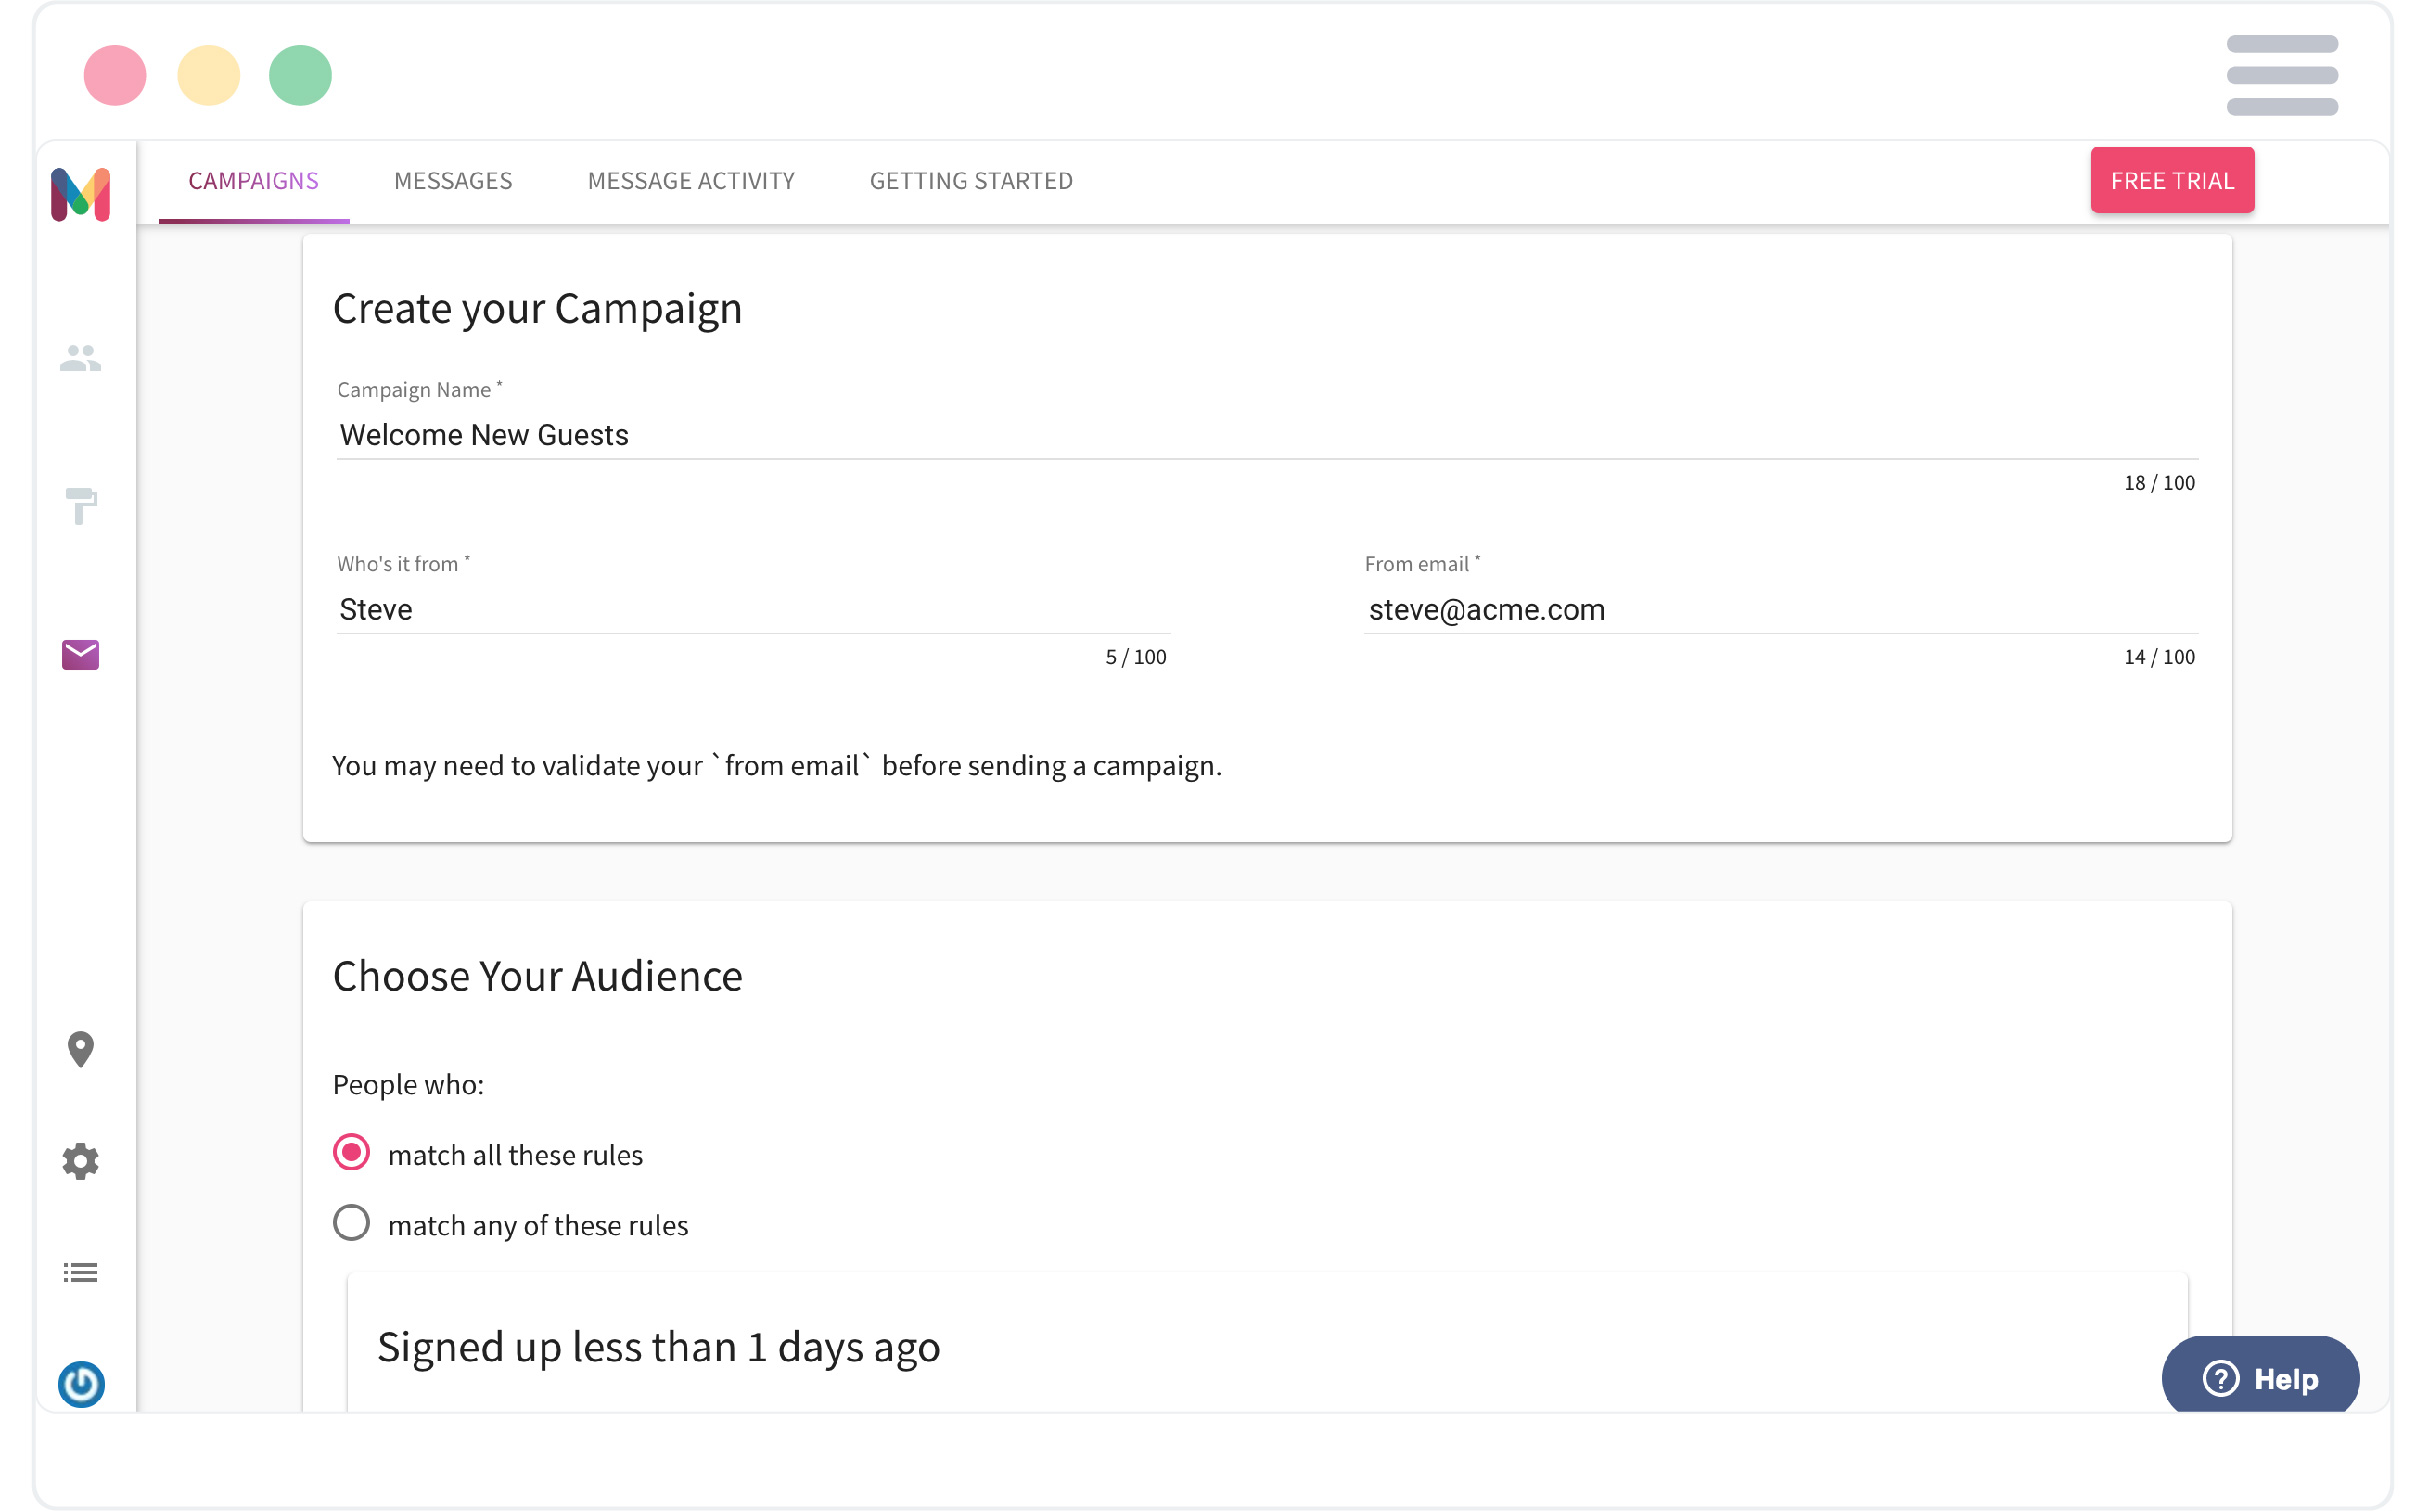 CAMPAIGNS MESSAGES MESSAGE ACTIVITY GETTING STARTED FREE TRIAL
Create your Campaign
Campaign Name *
Welcome New Guests
18 / 100
Who's it from * From email *
Steve steve@acme.com
5 / 100 14 / 100
You may need to validate your `from email` before sending a campaign.
Choose Your Audience
People who:
match all these rules
match any of these rules
Signed up less than 1 days ago
? Help